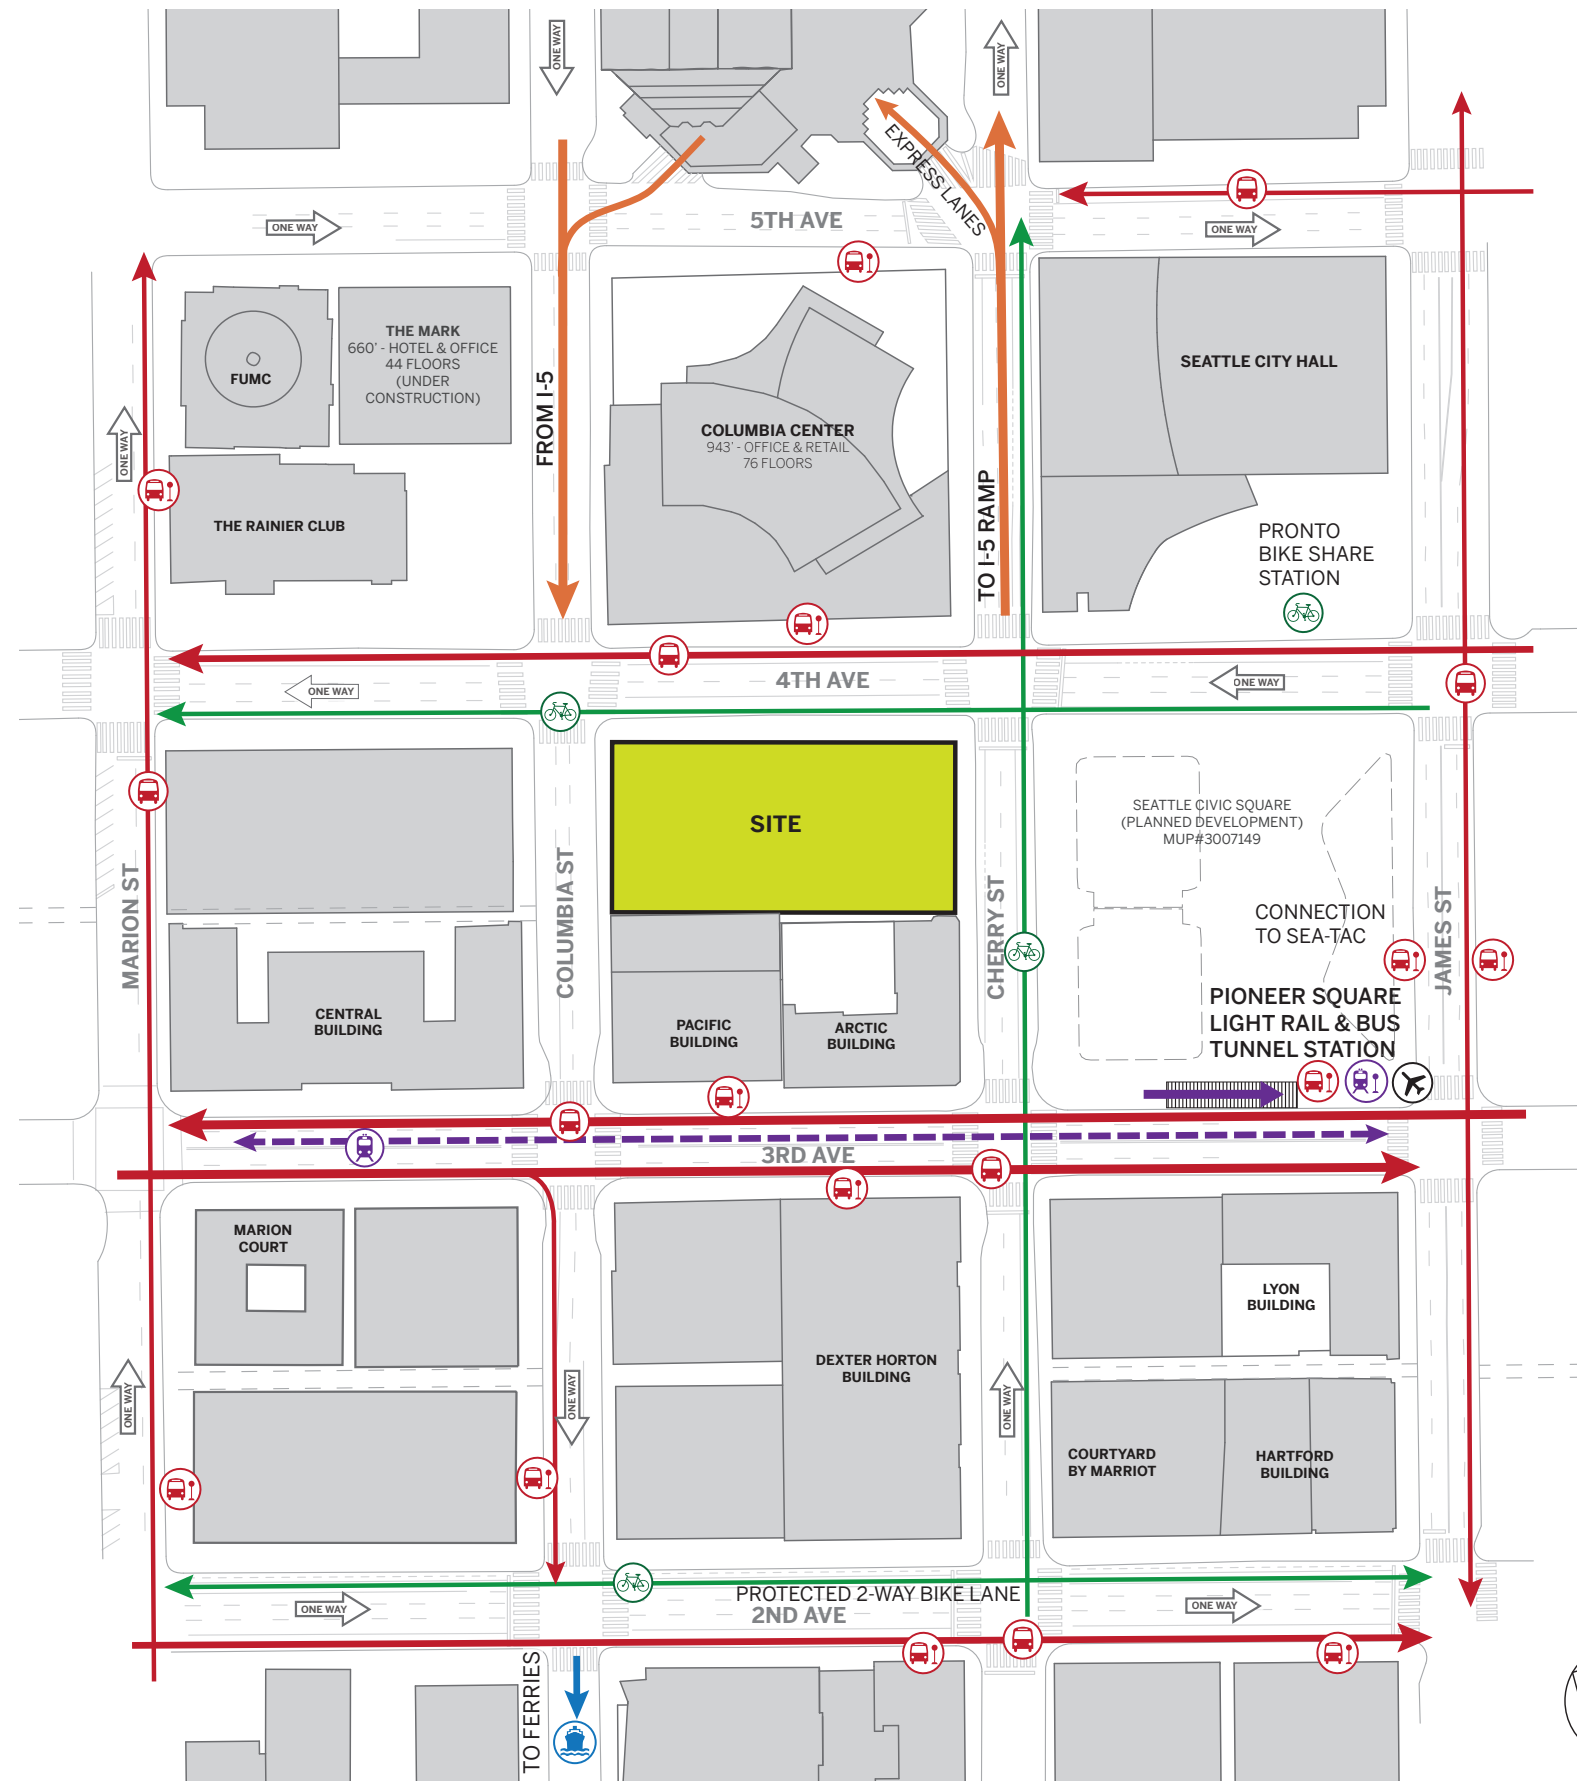 ONE WAY
ONE WAY
EXPRESS LANES
5TH AVE
ONE WAY
ONE WAY
THE MARK
660' - HOTEL & OFFICE
44 FLOORS
(UNDER
CONSTRUCTION)
FUMC
FROM I-5
SEATTLE CITY HALL
ONE WAY
COLUMBIA CENTER
943' - OFFICE & RETAIL
76 FLOORS
THE RAINIER CLUB
TO I-5 RAMP
PRONTO
BIKE SHARE
STATION
4TH AVE
ONE WAY
ONE WAY
SITE
SEATTLE CIVIC SQUARE
(PLANNED DEVELOPMENT)
MUP#3007149
MARION ST
COLUMBIA ST
CHERRY ST
JAMES ST
CONNECTION
TO SEA-TAC
CENTRAL
BUILDING
PACIFIC
BUILDING
ARCTIC
BUILDING
PIONEER SQUARE
LIGHT RAIL & BUS
TUNNEL STATION
3RD AVE
MARION
COURT
LYON
BUILDING
DEXTER HORTON
BUILDING
ONE WAY
ONE WAY
ONE WAY
COURTYARD
BY MARRIOT
HARTFORD
BUILDING
PROTECTED 2-WAY BIKE LANE
ONE WAY
2ND AVE
ONE WAY
TO FERRIES